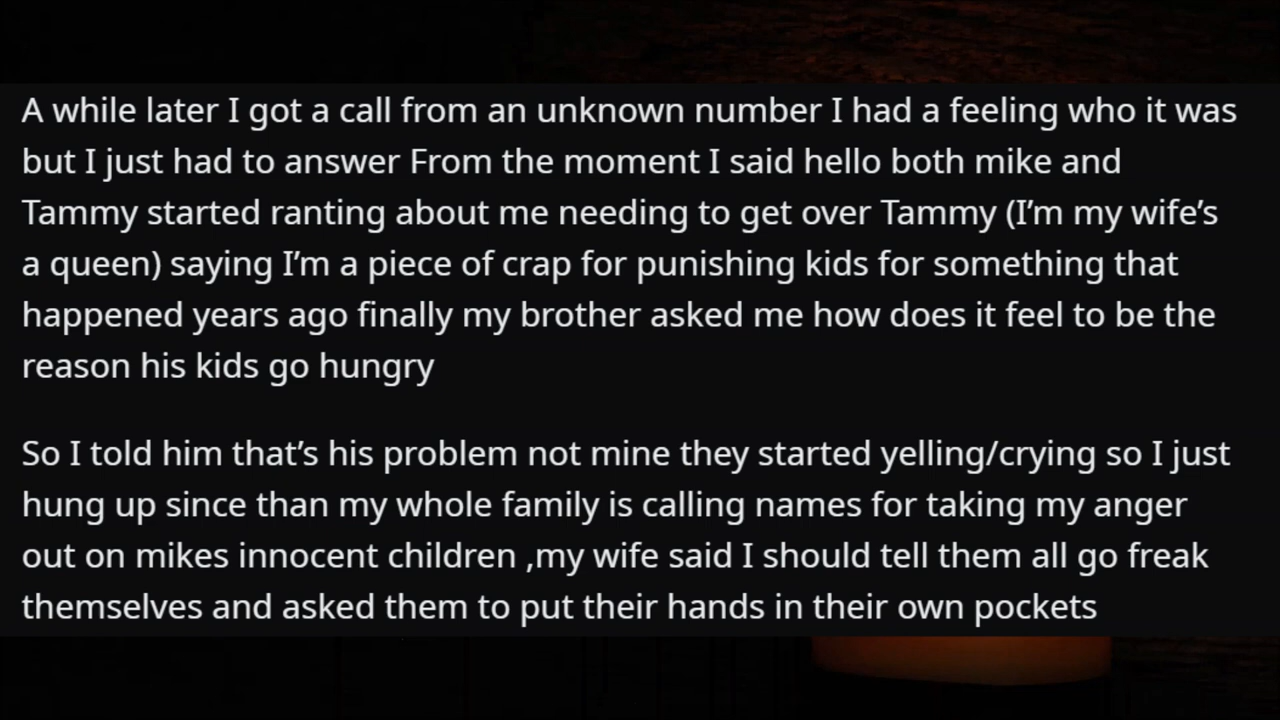 A while later I got a call from an unknown number I had a feeling who it was
but I just had to answer From the moment I said hello both mike and
Tammy started ranting about me needing to get over Tammy (I’m my wife’s
a queen) saying I’m a piece of crap for punishing kids for something that
happened years ago finally my brother asked me how does it feel to be the
reason his kids go hungry
So I told him that’s his problem not mine they started yelling/crying so I just
hung up since than my whole family is calling names for taking my anger
out on mikes innocent children ,my wife said I should tell them all go freak
themselves and asked them to put their hands in their own pockets